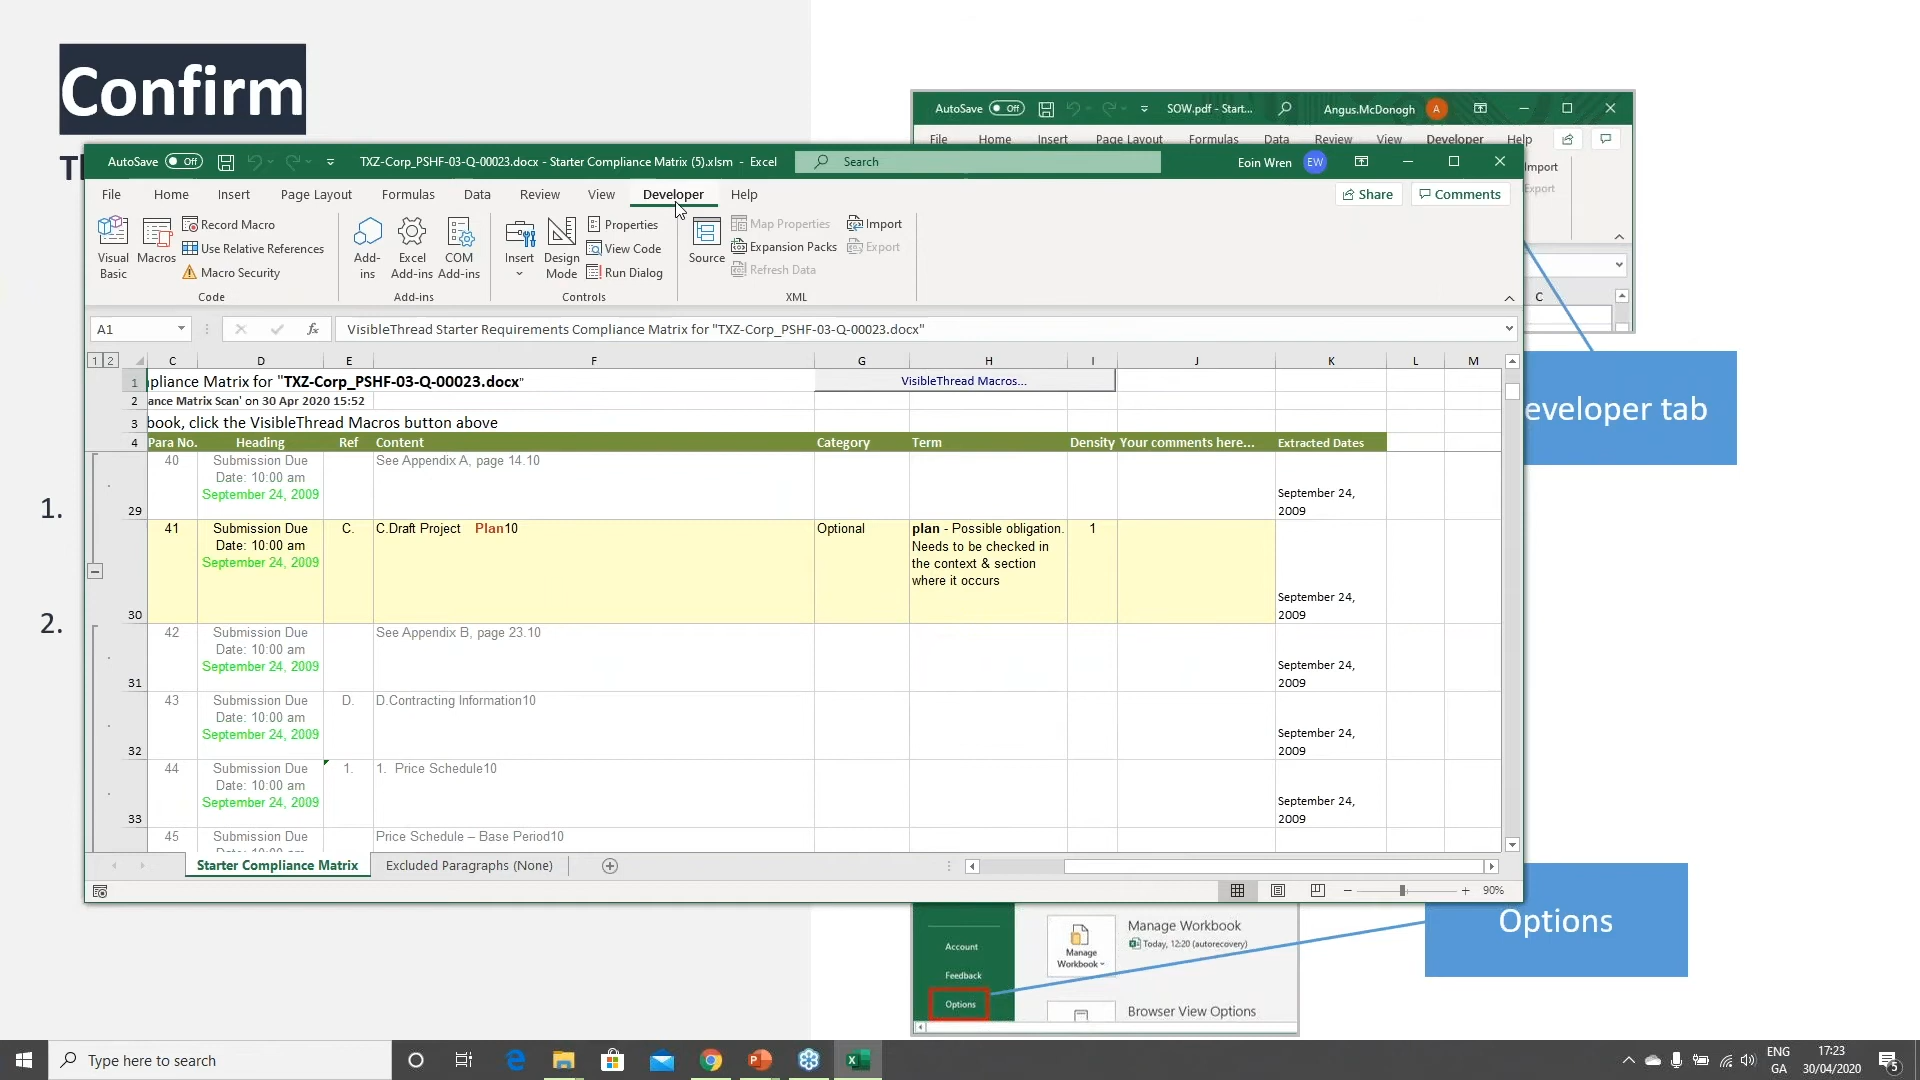 Confirm
AutoSave Off SOW.pdf - Start... Angus.McDonogh A
File Home Insert Page Layout Formulas Data Review View Developer Help
AutoSave Off TXZ-Corp_PSHF-03-Q-00023.docx - Starter Compliance Matrix (5).xlsm - Excel Search Eoin Wren EW
File Home Insert Page Layout Formulas Data Review View Developer Help Share Comments
Visual Basic
Macros
Record Macro
Use Relative References
Macro Security
Code
Add-ins
Excel Add-ins
COM Add-ins
Add-ins
Insert
Design Mode
Properties
View Code
Run Dialog
Controls
Source
Map Properties
Expansion Packs
Refresh Data
Import
Export
XML
Import
Export
A1 fx VisibleThread Starter Requirements Compliance Matrix for "TXZ-Corp_PSHF-03-Q-00023.docx"
C
1 2 C D E F G H I J K L M
1 pliance Matrix for "TXZ-Corp_PSHF-03-Q-00023.docx" VisibleThread Macros...
2 ance Matrix Scan' on 30 Apr 2020 15:52
3 book, click the VisibleThread Macros button above
4 Para No. Heading Ref Content Category Term Density Your comments here... Extracted Dates
40 Submission Due See Appendix A, page 14.10
Date: 10:00 am
September 24, 2009 September 24,
29 2009
41 Submission Due C. C.Draft Project Plan10 Optional plan - Possible obligation. 1
Date: 10:00 am Needs to be checked in
September 24, 2009 the context & section
where it occurs
September 24,
30 2009
42 Submission Due See Appendix B, page 23.10
Date: 10:00 am
September 24, 2009 September 24,
31 2009
43 Submission Due D. D.Contracting Information10
Date: 10:00 am
September 24, 2009 September 24,
32 2009
44 Submission Due 1. 1. Price Schedule10
Date: 10:00 am
September 24, 2009 September 24,
33 2009
45 Submission Due Price Schedule – Base Period10
Starter Compliance Matrix Excluded Paragraphs (None)
90%
1.
2.
eveloper tab
Options
Account
Feedback
Options
Manage Workbook
Manage Workbook
Today, 12:20 (autorecovery)
Browser View Options
Type here to search
ENG
GA
17:23
30/04/2020
5